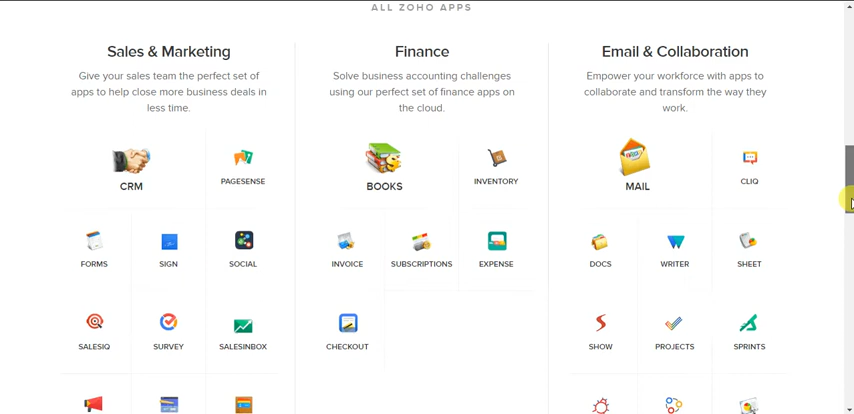 ALL ZOHO APPS
Sales & Marketing
Give your sales team the perfect set of
apps to help close more business deals in
less time.
CRM
PAGESENSE
FORMS
SIGN
SOCIAL
SALESIQ
SURVEY
SALESINBOX
Finance
Solve business accounting challenges
using our perfect set of finance apps on
the cloud.
BOOKS
INVENTORY
INVOICE
SUBSCRIPTIONS
EXPENSE
CHECKOUT
Email & Collaboration
Empower your workforce with apps to
collaborate and transform the way they
work.
MAIL
CLIQ
DOCS
WRITER
SHEET
SHOW
PROJECTS
SPRINTS